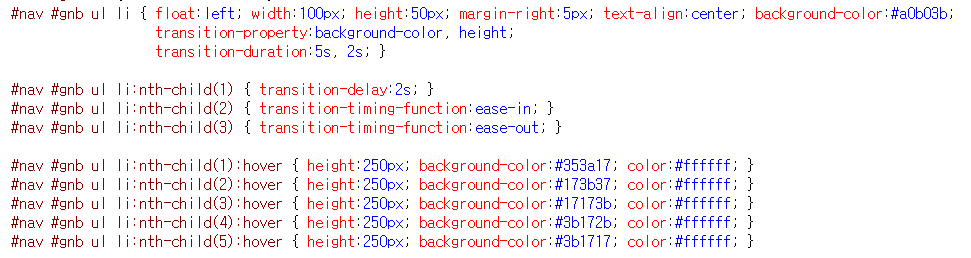 #nav #gnb ul li { float:left; width:100px; height:50px; margin-right:5px; text-align:center; background-color:#a0b03b;
transition-property:background-color, height;
transition-duration:5s, 2s; }
#nav #gnb ul li:nth-child(1) { transition-delay:2s; }
#nav #gnb ul li:nth-child(2) { transition-timing-function:ease-in; }
#nav #gnb ul li:nth-child(3) { transition-timing-function:ease-out; }
#nav #gnb ul li:nth-child(1):hover { height:250px; background-color:#353a17; color:#ffffff; }
#nav #gnb ul li:nth-child(2):hover { height:250px; background-color:#173b37; color:#ffffff; }
#nav #gnb ul li:nth-child(3):hover { height:250px; background-color:#17173b; color:#ffffff; }
#nav #gnb ul li:nth-child(4):hover { height:250px; background-color:#3b172b; color:#ffffff; }
#nav #gnb ul li:nth-child(5):hover { height:250px; background-color:#3b1717; color:#ffffff; }